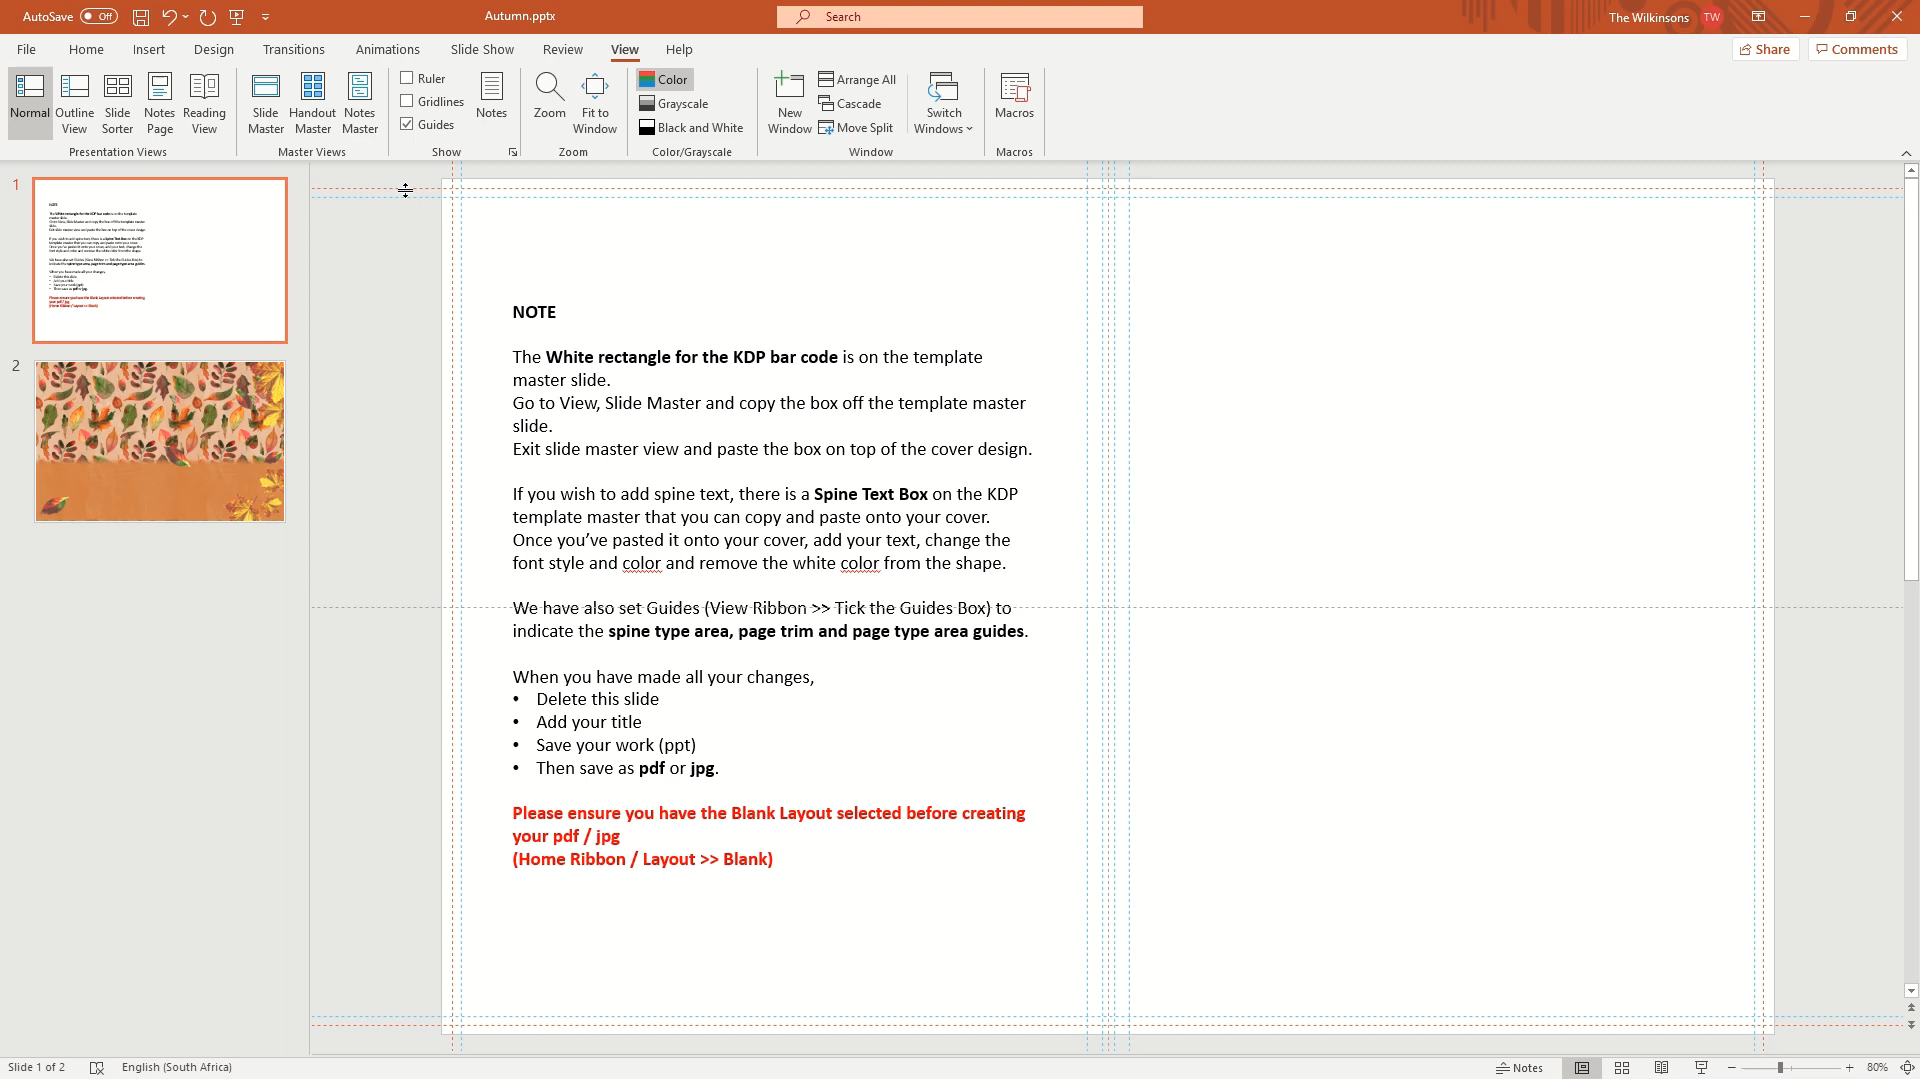 AutoSave Off
Autumn.pptx
Search
The Wilkinsons TW
File Home Insert Design Transitions Animations Slide Show Review View Help
Share Comments
Normal
Outline View
Slide Sorter
Notes Page
Reading View
Presentation Views
Slide Master
Handout Master
Notes Master
Master Views
Ruler
Gridlines
Guides
Notes
Show
Zoom
Fit to Window
Zoom
Color
Grayscale
Black and White
Color/Grayscale
New Window
Arrange All
Cascade
Move Split
Switch Windows
Window
Macros
Macros
1
2
NOTE
The White rectangle for the KDP bar code is on the template
master slide.
Go to View, Slide Master and copy the box off the template master
slide.
Exit slide master view and paste the box on top of the cover design.
If you wish to add spine text, there is a Spine Text Box on the KDP
template master that you can copy and paste onto your cover.
Once you’ve pasted it onto your cover, add your text, change the
font style and color and remove the white color from the shape.
We have also set Guides (View Ribbon >> Tick the Guides Box) to
indicate the spine type area, page trim and page type area guides.
When you have made all your changes,
• Delete this slide
• Add your title
• Save your work (ppt)
• Then save as pdf or jpg.
Please ensure you have the Blank Layout selected before creating
your pdf / jpg
(Home Ribbon / Layout >> Blank)
Slide 1 of 2
English (South Africa)
Notes
80%